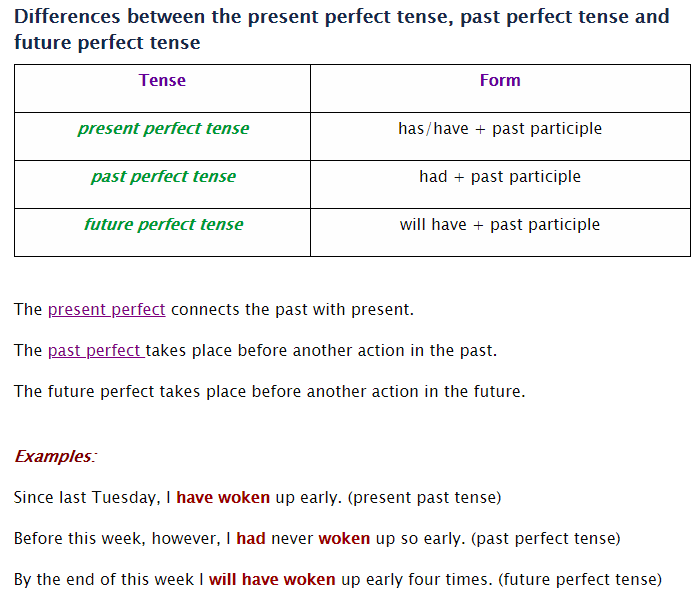 Differences between the present perfect tense, past perfect tense and
future perfect tense
Tense Form
present perfect tense has/have + past participle
past perfect tense had + past participle
future perfect tense will have + past participle
The present perfect connects the past with present.
The past perfect takes place before another action in the past.
The future perfect takes place before another action in the future.
Examples:
Since last Tuesday, I have woken up early. (present past tense)
Before this week, however, I had never woken up so early. (past perfect tense)
By the end of this week I will have woken up early four times. (future perfect tense)